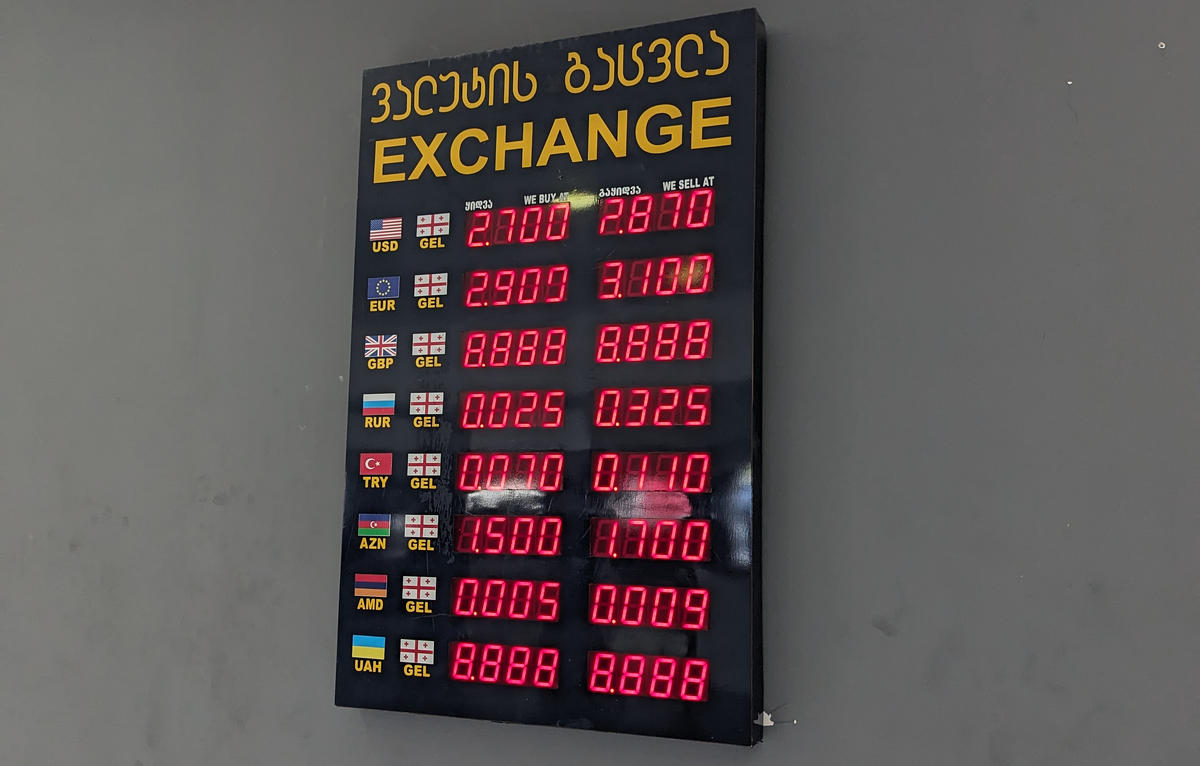 ვალუტის გაცვლა
EXCHANGE
ყიდვა WE BUY AT გაყიდვა WE SELL AT
USD GEL 2.700 2.870
EUR GEL 2.900 3.100
GBP GEL 8.888 8.888
RUR GEL 0.025 0.325
TRY GEL 0.070 0.110
AZN GEL 1.500 1.700
AMD GEL 0.005 0.009
UAH GEL 8.888 8.888